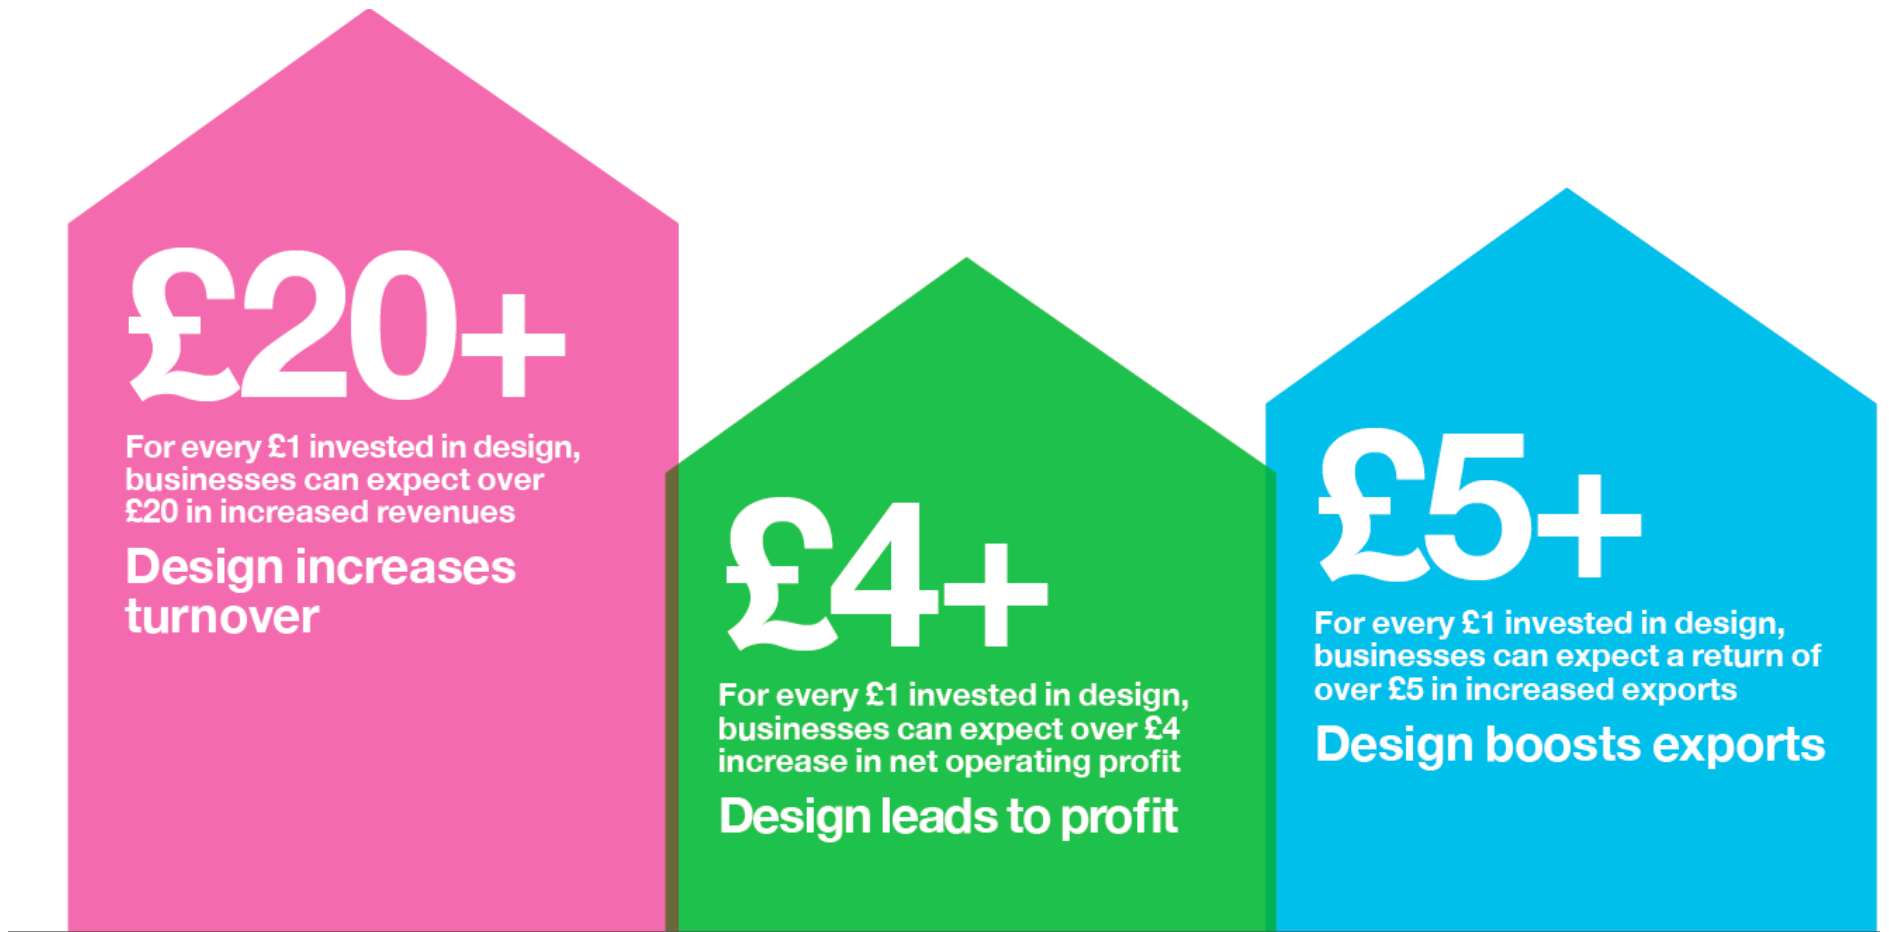 £20+
For every £1 invested in design,
businesses can expect over
£20 in increased revenues
Design increases
turnover
£4+
For every £1 invested in design,
businesses can expect over £4
increase in net operating profit
Design leads to profit
£5+
For every £1 invested in design,
businesses can expect a return of
over £5 in increased exports
Design boosts exports